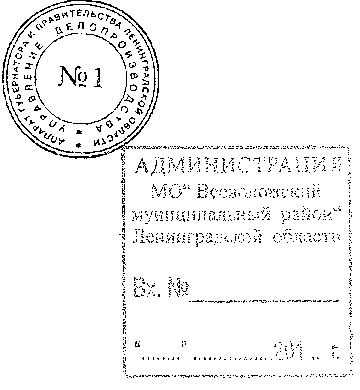 АППАРАТ ГУБЕРНАТОРА И ПРАВИТЕЛЬСТВА ЛЕНИНГРАДСКОЙ ОБЛАСТИ
УПРАВЛЕНИЕ ДЕЛОПРОИЗВОДСТВА
№1
АДМИНИСТРАЦИЯ
МО" Всеволожский
муниципальный район"
Ленинградской области
Вх. №
" " 201 г.